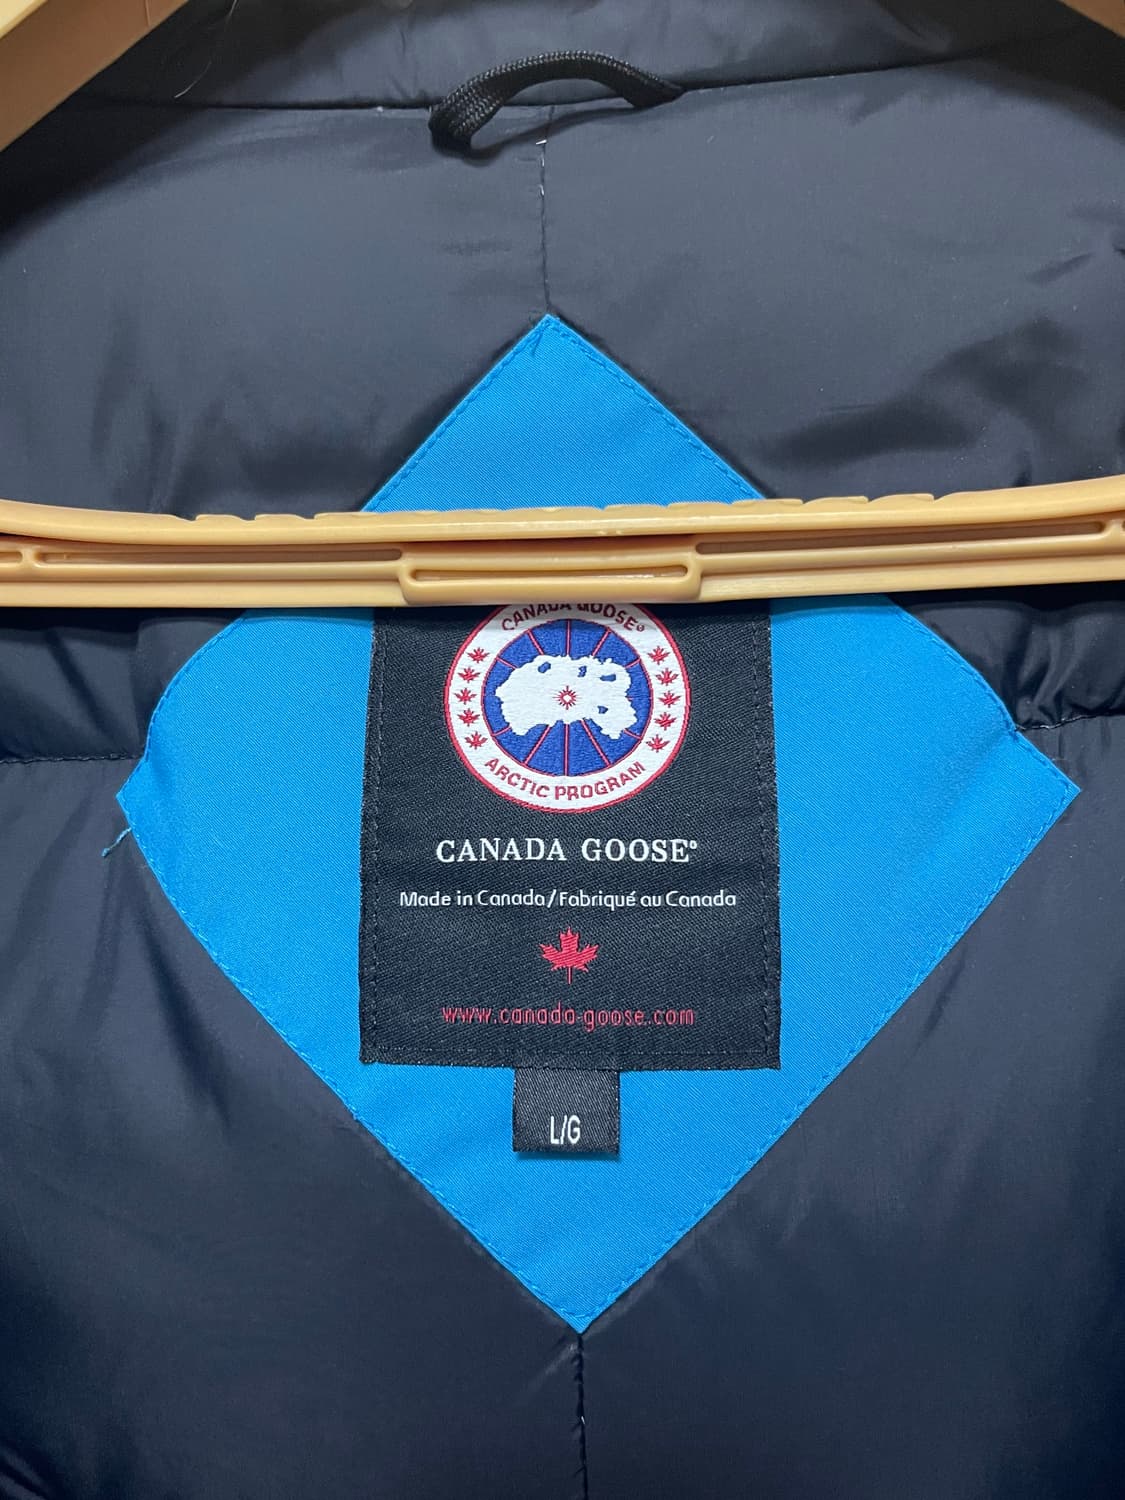 CANADA GOOSE®
ARCTIC PROGRAM
CANADA GOOSE®
Made in Canada/Fabriqué au Canada
www.canada-goose.com
L/G